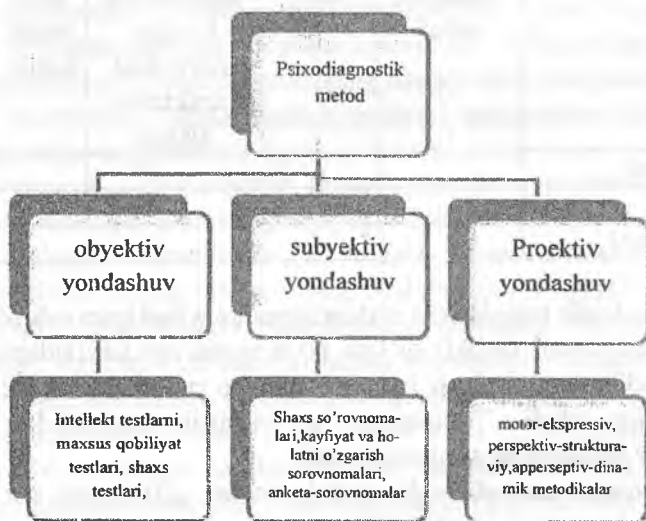 Psixodiagnostik
metod
obyektiv
yondashuv
subyektiv
yondashuv
Proektiv
yondashuv
Intellekt testlarni,
maxsus qobiliyat
testlari, shaxs
testlari,
Shaxs so’rovnoma-
lari,kayfiyat va ho-
latni o’zgarish
sorovnomalari,
anketa-sorovnomalar
motor-ekspressiv,
perspektiv-struktura-
viy,apperseptiv-dina-
mik metodikalar